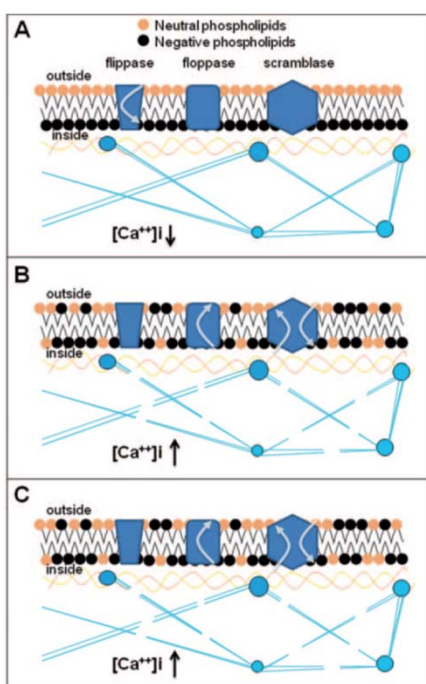 A
Neutral phospholipids
Negative phospholipids
flippase floppase scramblase
outside
inside
[Ca++]i
B
outside
inside
[Ca++]i
C
outside
inside
[Ca++]i